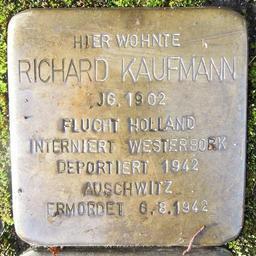 HIER WOHNTE
RICHARD KAUFMANN
JG. 1902
FLUCHT HOLLAND
INTERNIERT WESTERBORK
DEPORTIERT 1942
AUSCHWITZ
ERMORDET 6.8.1942